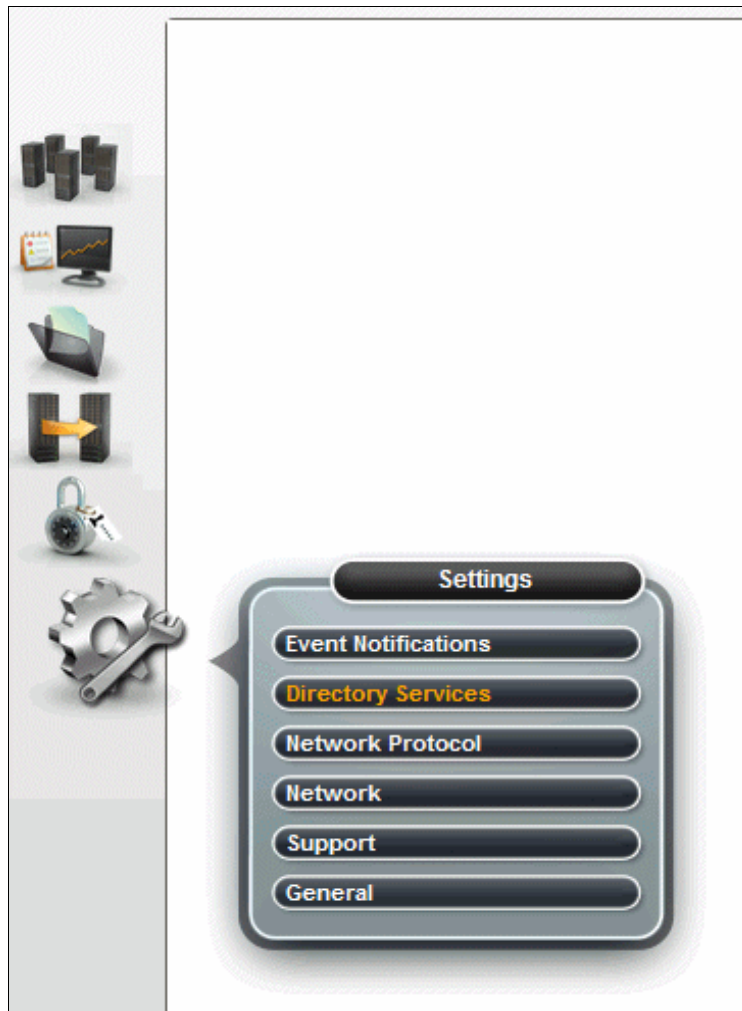 Settings
Event Notifications
Directory Services
Network Protocol
Network
Support
General